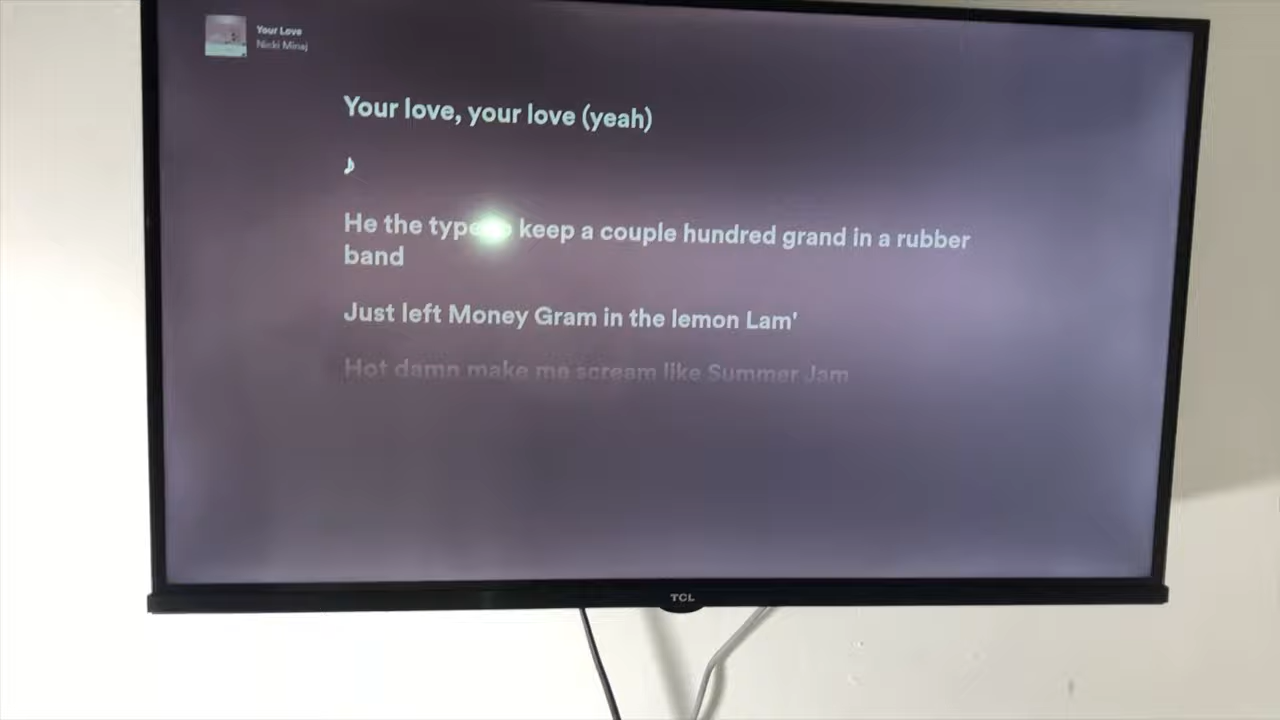 Your Love
Nicki Minaj
Your love, your love (yeah)
He the type keep a couple hundred grand in a rubber
band
Just left Money Gram in the lemon Lam'
Hot damn make me scream like Summer Jam
TCL